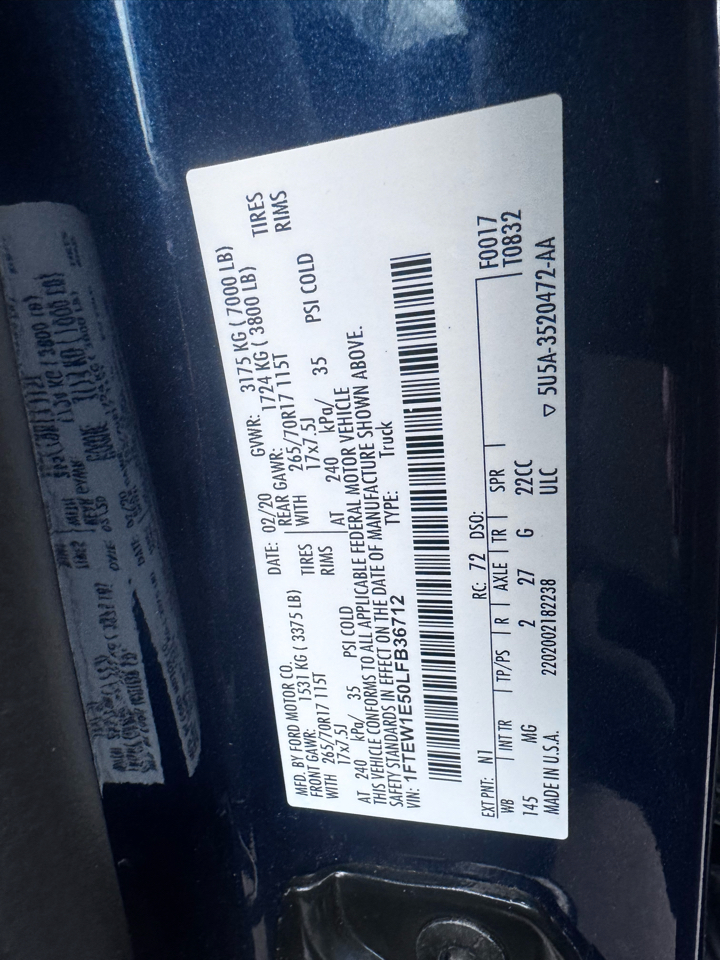 MFD. BY FORD MOTOR CO.
DATE: 02/20 GVWR: 3175 KG ( 7000 LB)
FRONT GAWR: 1531 KG ( 3375 LB) REAR GAWR: 1724 KG ( 3800 LB)
WITH 265/70R17 115T TIRES WITH 265/70R17 115T TIRES
17x7.5J RIMS 17x7.5J RIMS
AT 240 kPa/ 35 PSI COLD AT 240 kPa/ 35 PSI COLD
THIS VEHICLE CONFORMS TO ALL APPLICABLE FEDERAL MOTOR VEHICLE
SAFETY STANDARDS IN EFFECT ON THE DATE OF MANUFACTURE SHOWN ABOVE.
VIN: 1FTEW1E50LFB36712 TYPE: Truck
F0017
EXT PNT: N1 RC: 72 DSO: T0832
WB INT TR TP/PS R AXLE TR SPR
145 MG 2 27 G 22CC
2202002182238 ULC
MADE IN U.S.A. ▽ 5U5A-3520472-AA